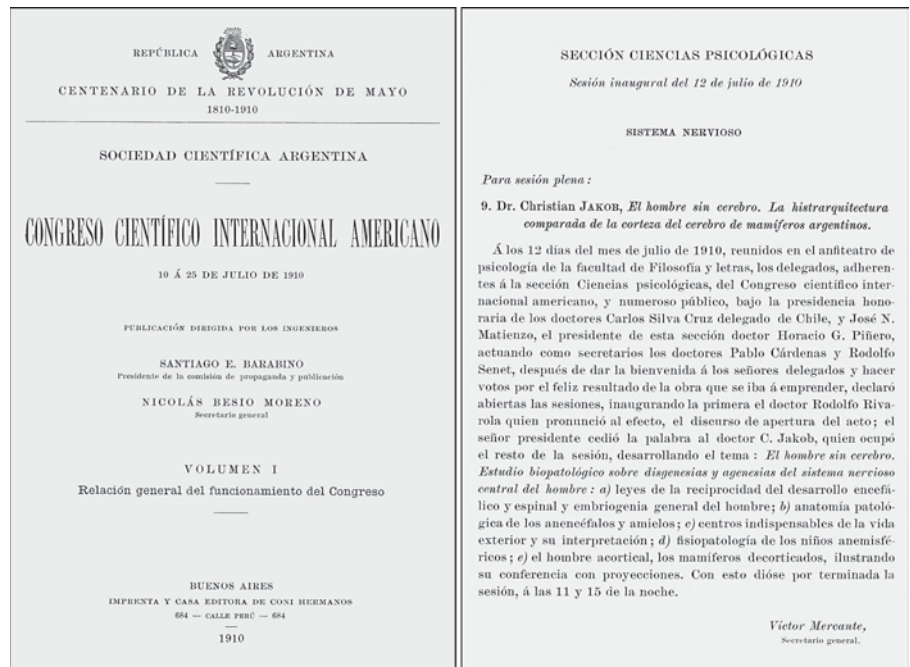 REPÚBLICA ARGENTINA
CENTENARIO DE LA REVOLUCIÓN DE MAYO
1810-1910
SOCIEDAD CIENTÍFICA ARGENTINA
CONGRESO CIENTÍFICO INTERNACIONAL AMERICANO
10 Á 25 DE JULIO DE 1910
PUBLICACIÓN DIRIGIDA POR LOS INGENIEROS
SANTIAGO E. BARABINO
Presidente de la comisión de propaganda y publicación
NICOLÁS BESIO MORENO
Secretario general
VOLUMEN I
Relación general del funcionamiento del Congreso
BUENOS AIRES
IMPRENTA Y CASA EDITORA DE CONI HERMANOS
684 — CALLE PERÚ — 684
1910
SECCIÓN CIENCIAS PSICOLÓGICAS
Sesión inaugural del 12 de julio de 1910
SISTEMA NERVIOSO
Para sesión plena :
9. Dr. Christian JAKOB, El hombre sin cerebro. La histrarquitectura
comparada de la corteza del cerebro de mamíferos argentinos.
Á los 12 días del mes de julio de 1910, reunidos en el anfiteatro de
psicología de la facultad de Filosofía y letras, los delegados, adheren-
tes á la sección Ciencias psicológicas, del Congreso científico inter-
nacional americano, y numeroso público, bajo la presidencia hono-
raria de los doctores Carlos Silva Cruz delegado de Chile, y José N.
Matienzo, el presidente de esta sección doctor Horacio G. Piñero,
actuando como secretarios los doctores Pablo Cárdenas y Rodolfo
Senet, después de dar la bienvenida á los señores delegados y hacer
votos por el feliz resultado de la obra que se iba á emprender, declaró
abiertas las sesiones, inaugurando la primera el doctor Rodolfo Riva-
rola quien pronunció al efecto, el discurso de apertura del acto ; el
señor presidente cedió la palabra al doctor C. Jakob, quien ocupó
el resto de la sesión, desarrollando el tema : El hombre sin cerebro.
Estudio biopatológico sobre disgenesias y agenesias del sistema nervioso
central del hombre : a) leyes de la reciprocidad del desarrollo encefá-
lico y espinal y embriogenia general del hombre ; b) anatomía patoló-
gica de los anencéfalos y amielos ; c) centros indispensables de la vida
exterior y su interpretación ; d) fisiopatología de los niños anemisfé-
ricos ; e) el hombre acortical, los mamíferos decorticados, ilustrando
su conferencia con proyecciones. Con esto dióse por terminada la
sesión, á las 11 y 15 de la noche.
Víctor Mercante,
Secretario general.